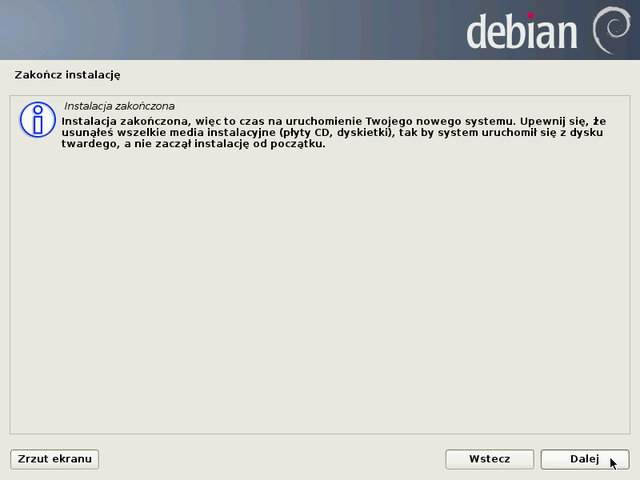 debian
Zakończ instalację
Instalacja zakończona
Instalacja zakończona, więc to czas na uruchomienie Twojego nowego systemu. Upewnij się, że
usunąłeś wszelkie media instalacyjne (płyty CD, dyskietki), tak by system uruchomił się z dysku
twardego, a nie zaczął instalację od początku.
Zrzut ekranu
Wstecz
Dalej